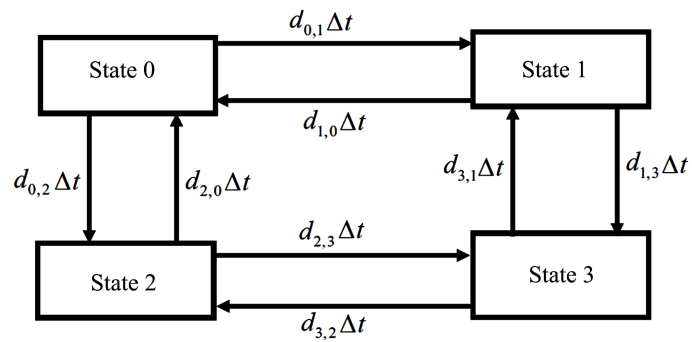 d₀,₁Δt
State 0
State 1
d₁,₀Δt
d₀,₂Δt
d₂,₀Δt
d₃,₁Δt
d₁,₃Δt
d₂,₃Δt
State 2
State 3
d₃,₂Δt